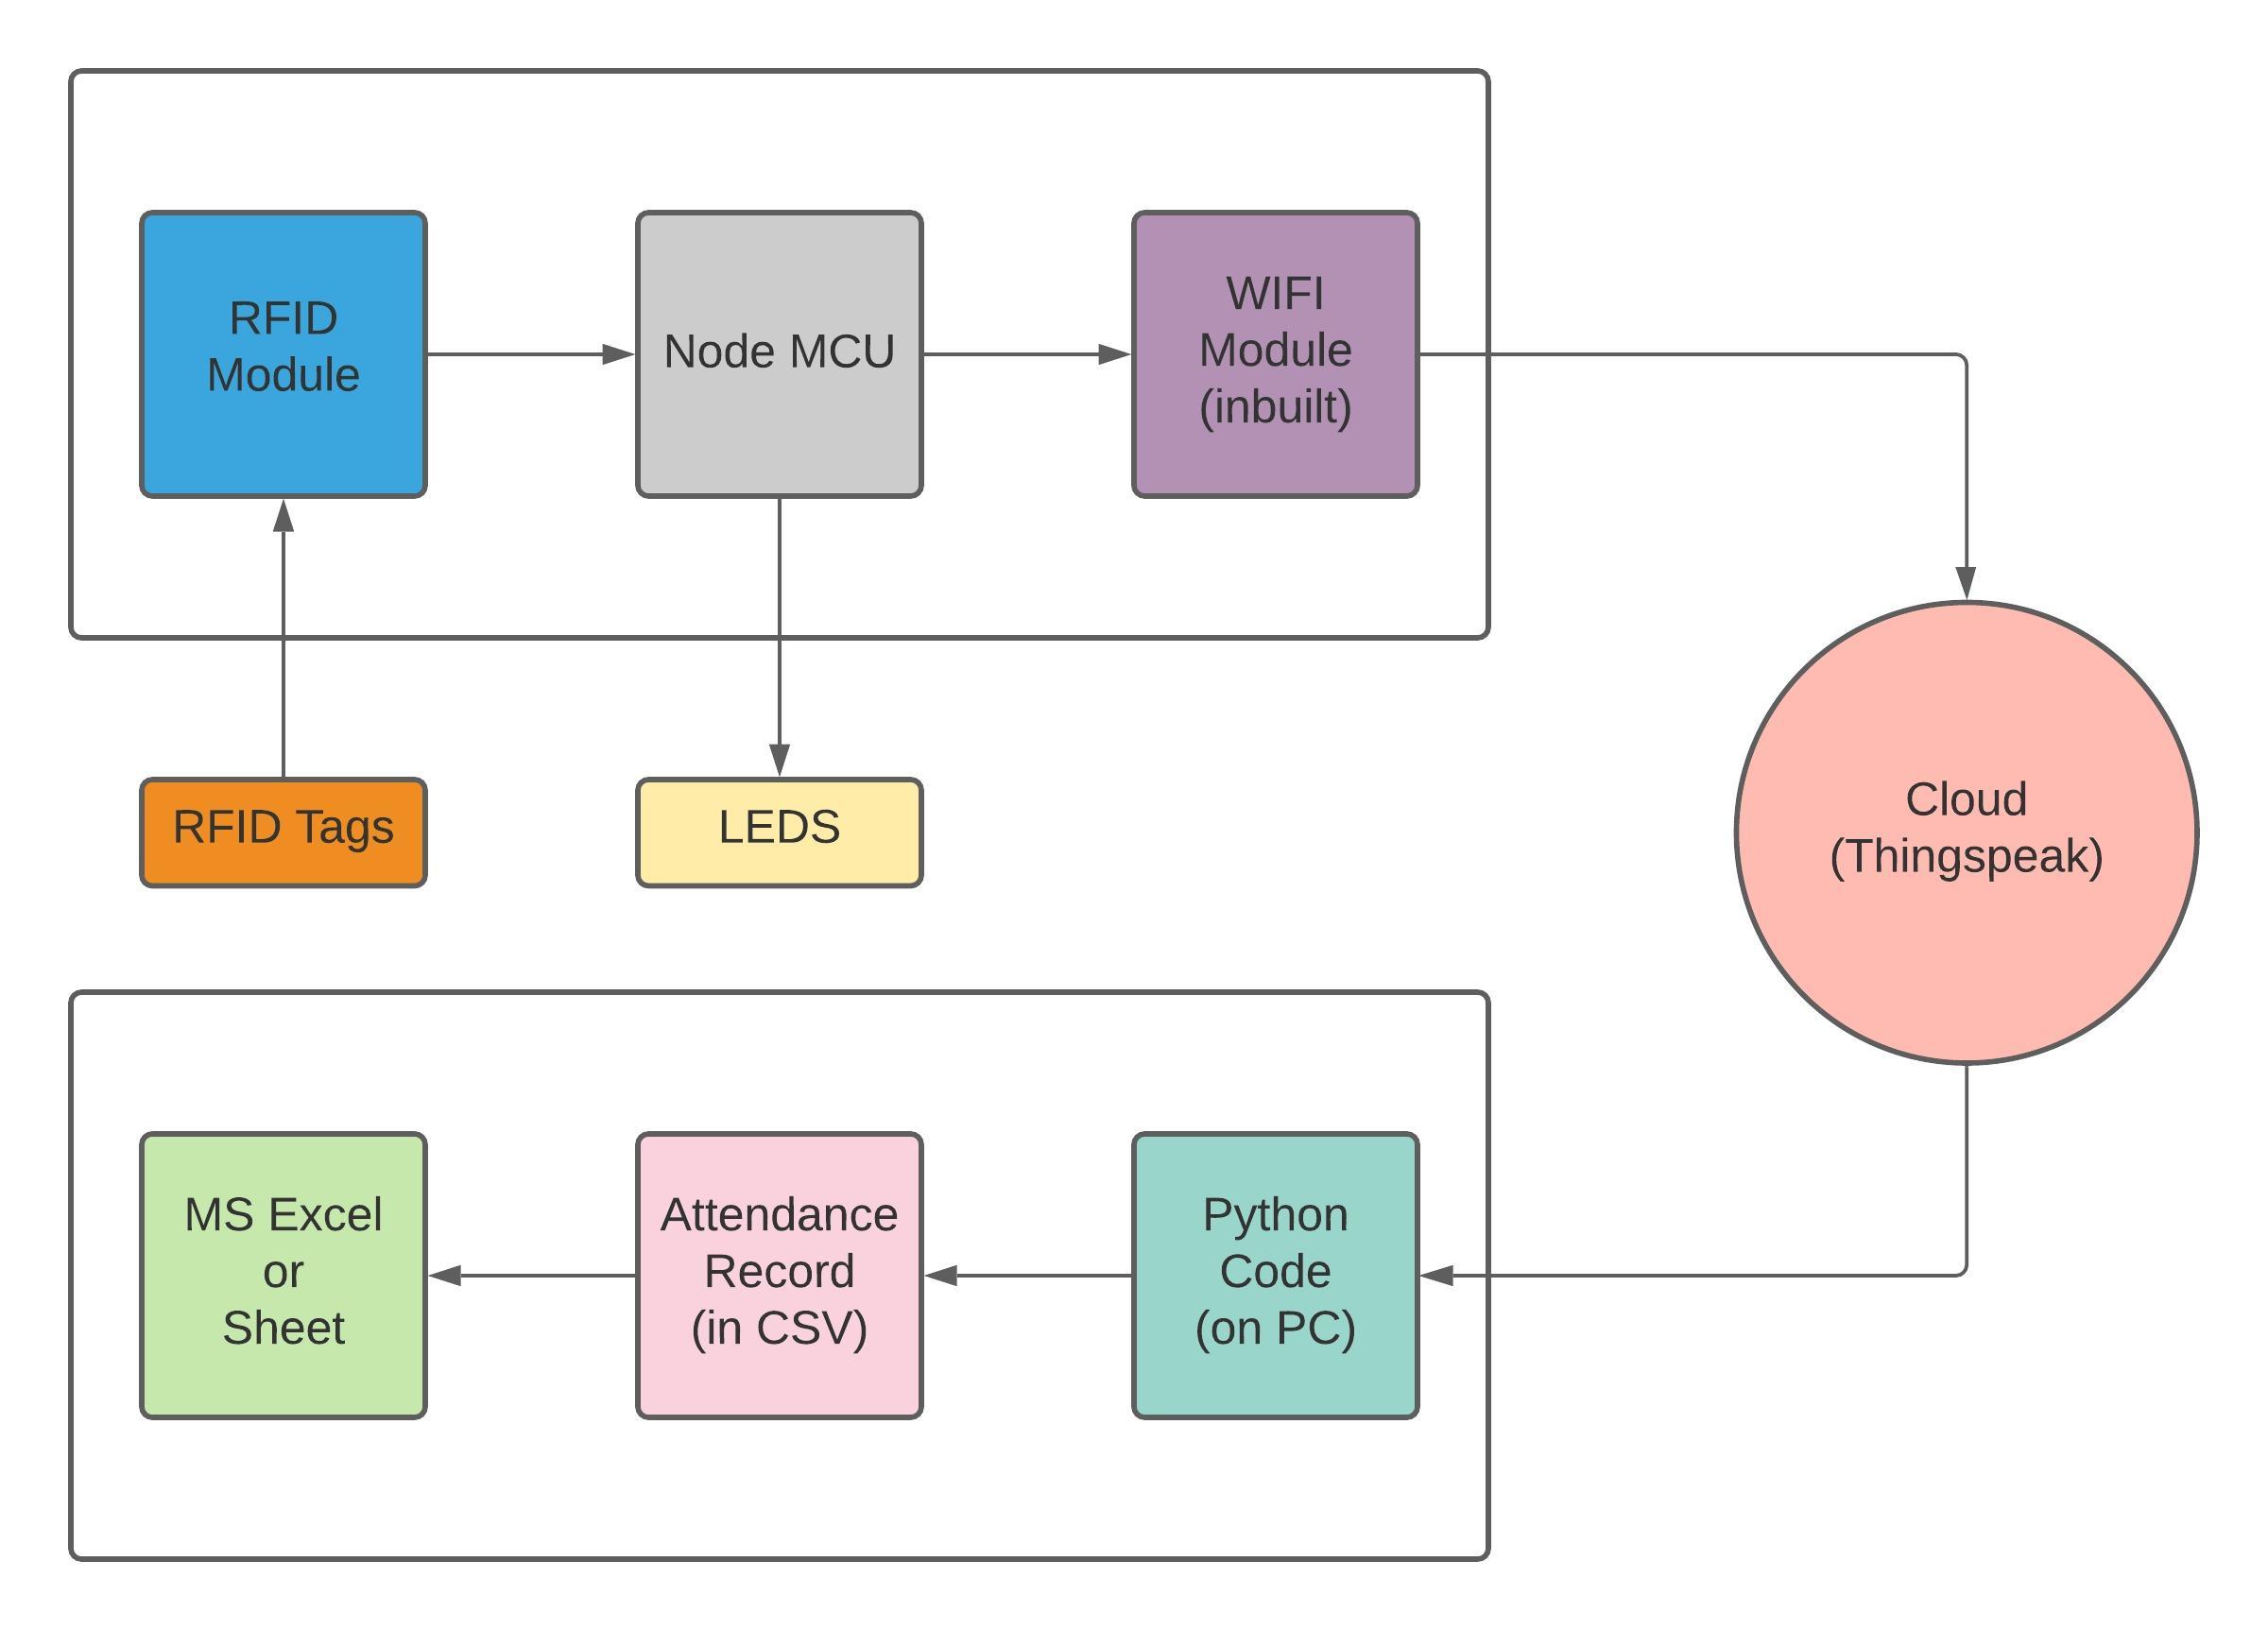 RFID
Module
Node MCU
WIFI
Module
(inbuilt)
RFID Tags
LEDS
Cloud
(Thingspeak)
MS Excel
or
Sheet
Attendance
Record
(in CSV)
Python
Code
(on PC)